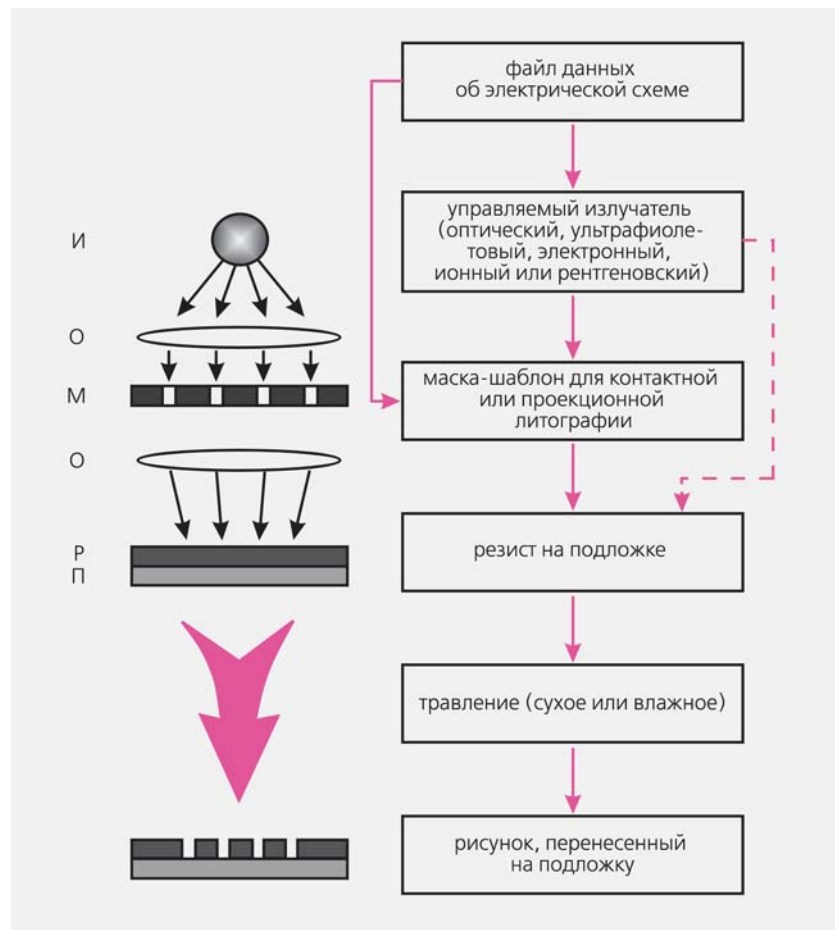 файл данных
об электрической схеме
управляемый излучатель
(оптический, ультрафиоле-
товый, электронный,
ионный или рентгеновский)
И
О
М
маска-шаблон для контактной
или проекционной
литографии
О
Р
П
резист на подложке
травление (сухое или влажное)
рисунок, перенесенный
на подложку